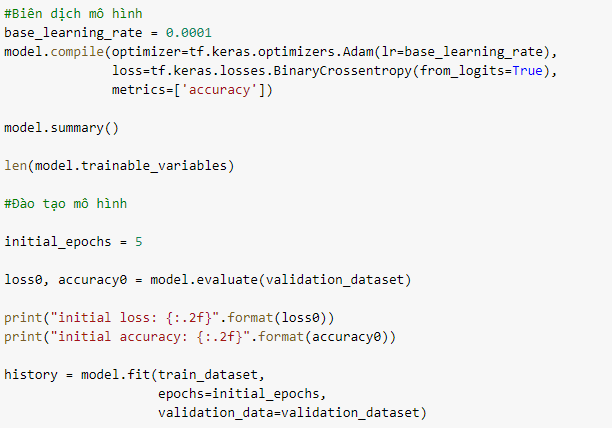 #Biên dịch mô hình
base_learning_rate = 0.0001
model.compile(optimizer=tf.keras.optimizers.Adam(lr=base_learning_rate),
              loss=tf.keras.losses.BinaryCrossentropy(from_logits=True),
              metrics=['accuracy'])

model.summary()

len(model.trainable_variables)

#Đào tạo mô hình

initial_epochs = 5

loss0, accuracy0 = model.evaluate(validation_dataset)

print("initial loss: {:.2f}".format(loss0))
print("initial accuracy: {:.2f}".format(accuracy0))

history = model.fit(train_dataset,
                    epochs=initial_epochs,
                    validation_data=validation_dataset)